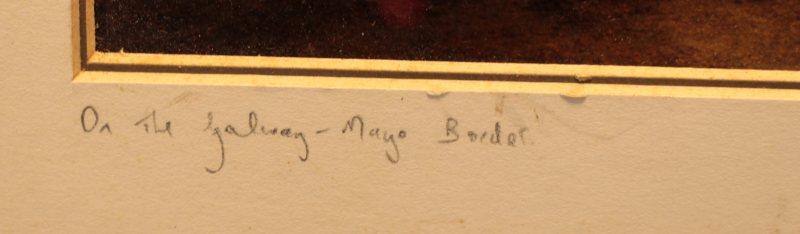 On The Galway - Mayo Border.